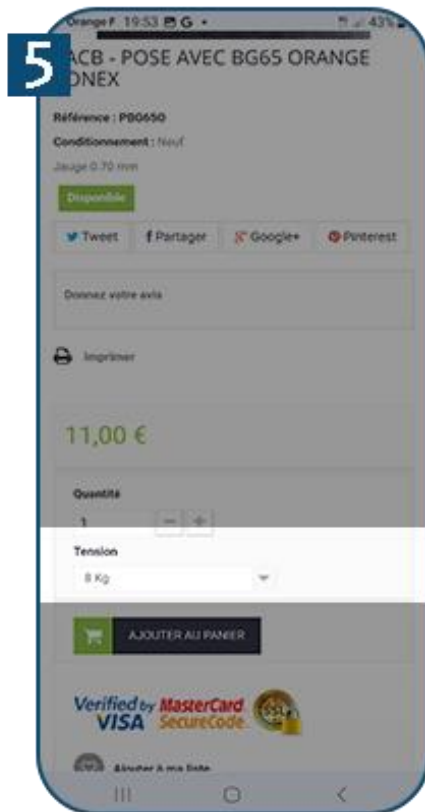 Orange F 19:53 G • 43%
5
ACB - POSE AVEC BG65 ORANGE
ONEX
Référence : PBG650
Conditionnement : Neuf
Jauge 0.70 mm
Disponible
Tweet Partager Google+ Pinterest
Donnez votre avis
Imprimer
11,00 €
Quantité
1 − +
Tension
8 Kg
AJOUTER AU PANIER
Verified by VISA MasterCard SecureCode
Ajouter à ma liste